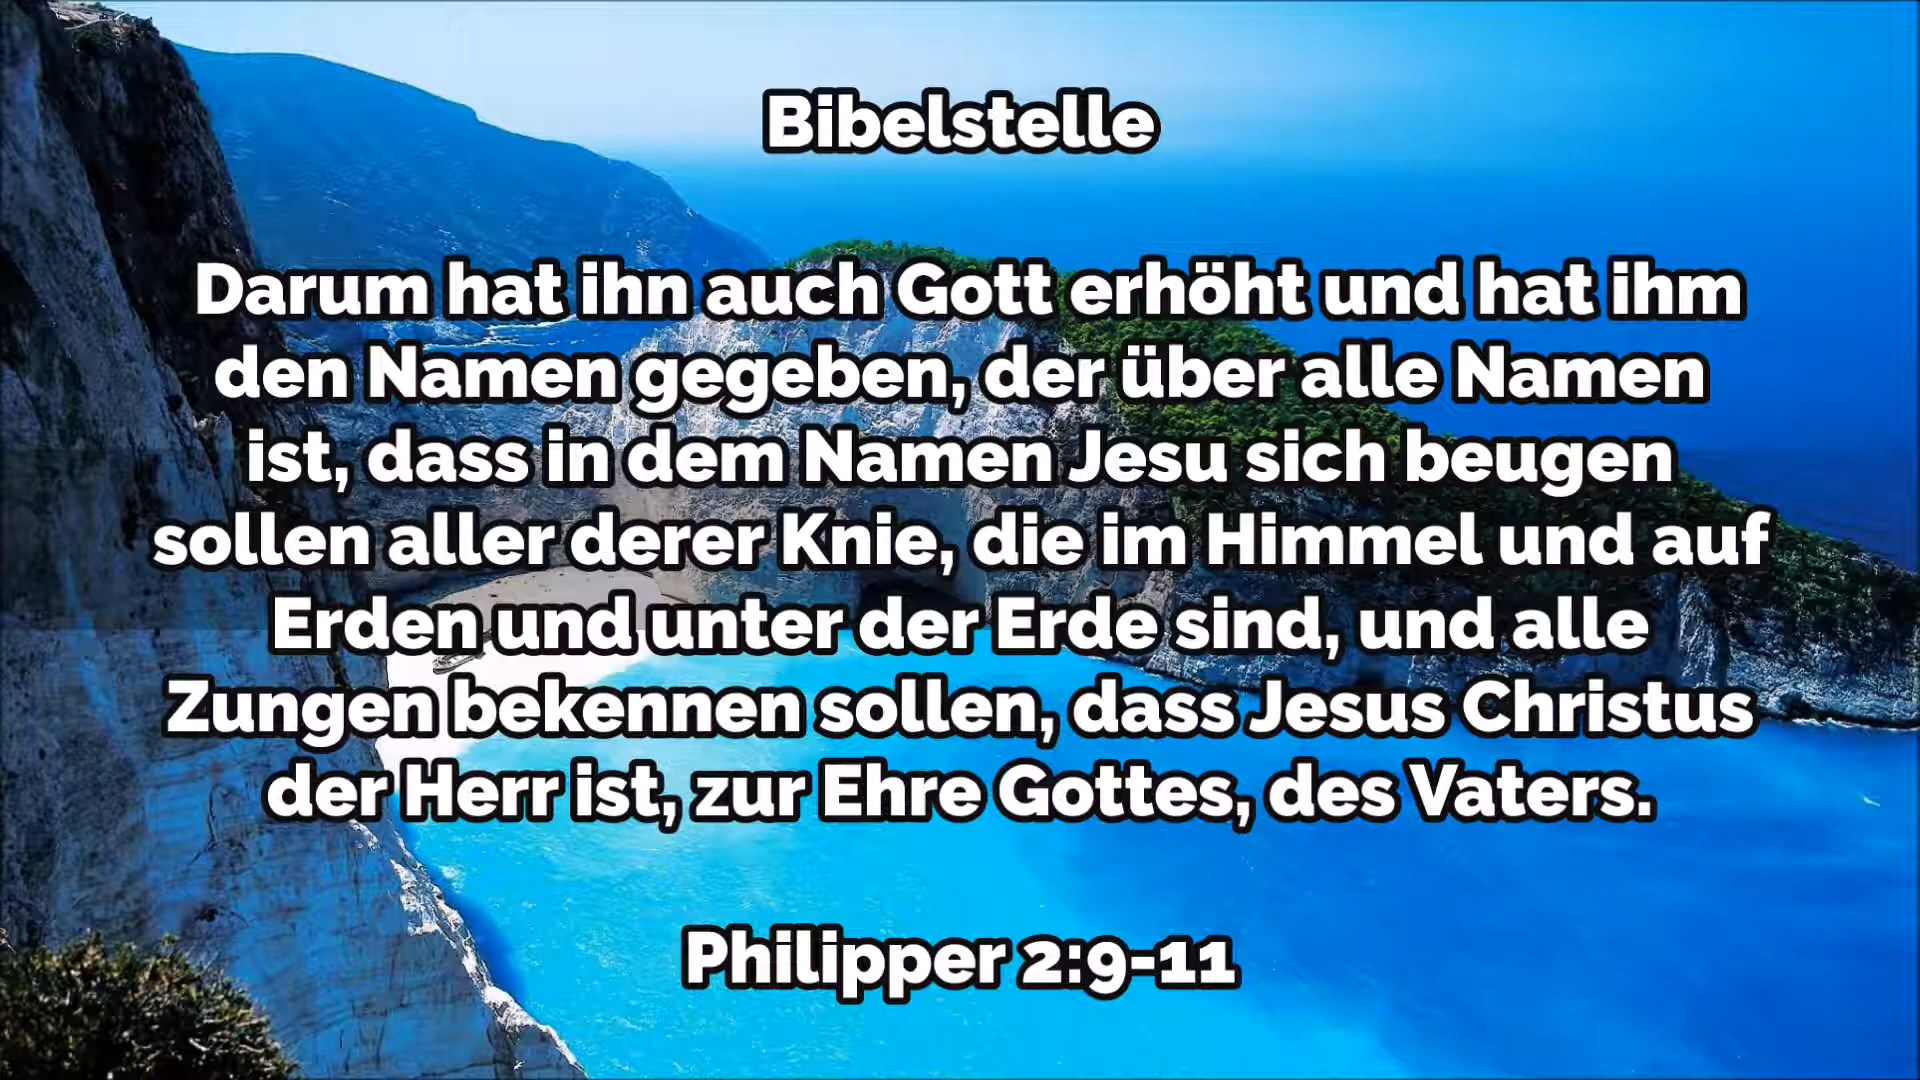 Bibelstelle
Darum hat ihn auch Gott erhöht und hat ihm
den Namen gegeben, der über alle Namen
ist, dass in dem Namen Jesu sich beugen
sollen aller derer Knie, die im Himmel und auf
Erden und unter der Erde sind, und alle
Zungen bekennen sollen, dass Jesus Christus
der Herr ist, zur Ehre Gottes, des Vaters.
Philipper 2:9-11